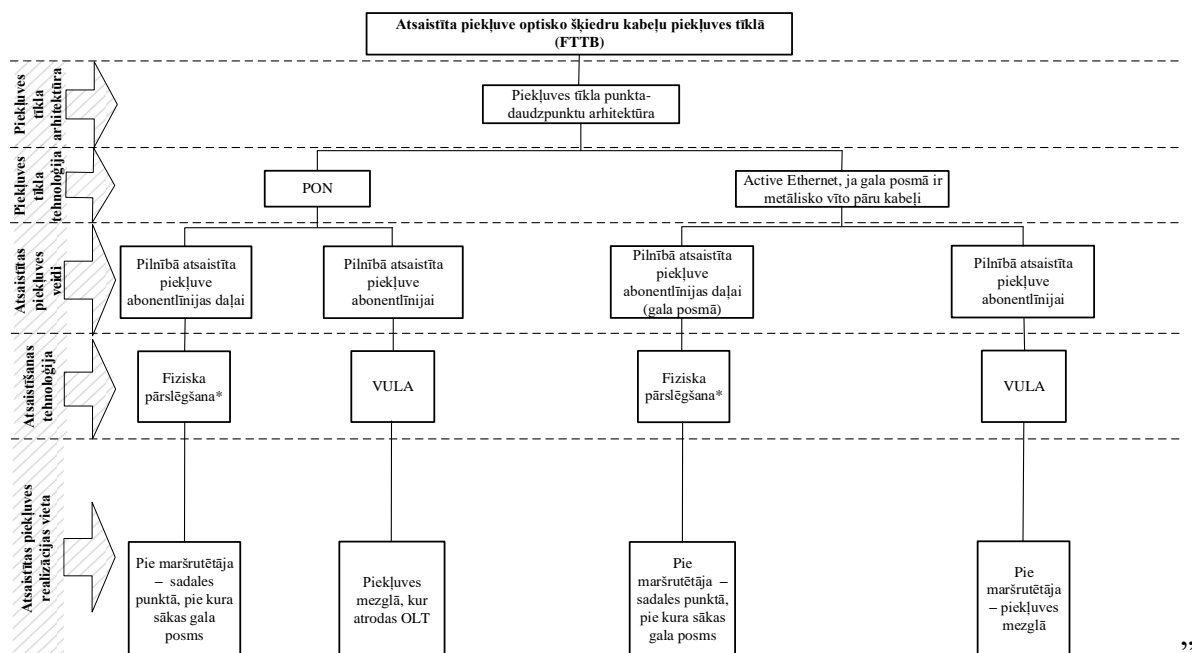 Atsaistīta piekļuve optisko šķiedru kabeļu piekļuves tīklā
(FTTB)
Piekļuves
tīkla
arhitektūra
Piekļuves tīkla punkta-
daudzpunktu arhitektūra
Piekļuves
tīkla
tehnoloģija
PON
Active Ethernet, ja gala posmā ir
metālisko vīto pāru kabeļi
Atsaistītas
piekļuves
veidi
Pilnībā atsaistīta
piekļuve
abonentlīnijas daļai
Pilnībā atsaistīta
piekļuve
abonentlīnijai
Pilnībā atsaistīta
piekļuve
abonentlīnijas daļai
(gala posmā)
Pilnībā atsaistīta
piekļuve
abonentlīnijai
Atsaistīšanas
tehnoloģija
Fiziska
pārslēgšana*
VULA
Fiziska
pārslēgšana*
VULA
Atsaistītas piekļuves
realizācijas vieta
Pie maršrutētāja
– sadales
punktā, pie kura
sākas gala
posms
Piekļuves
mezglā, kur
atrodas OLT
Pie
maršrutētāja –
sadales punktā,
pie kura sākas
gala posms
Pie
maršrutētāja
– piekļuves
mezglā
”